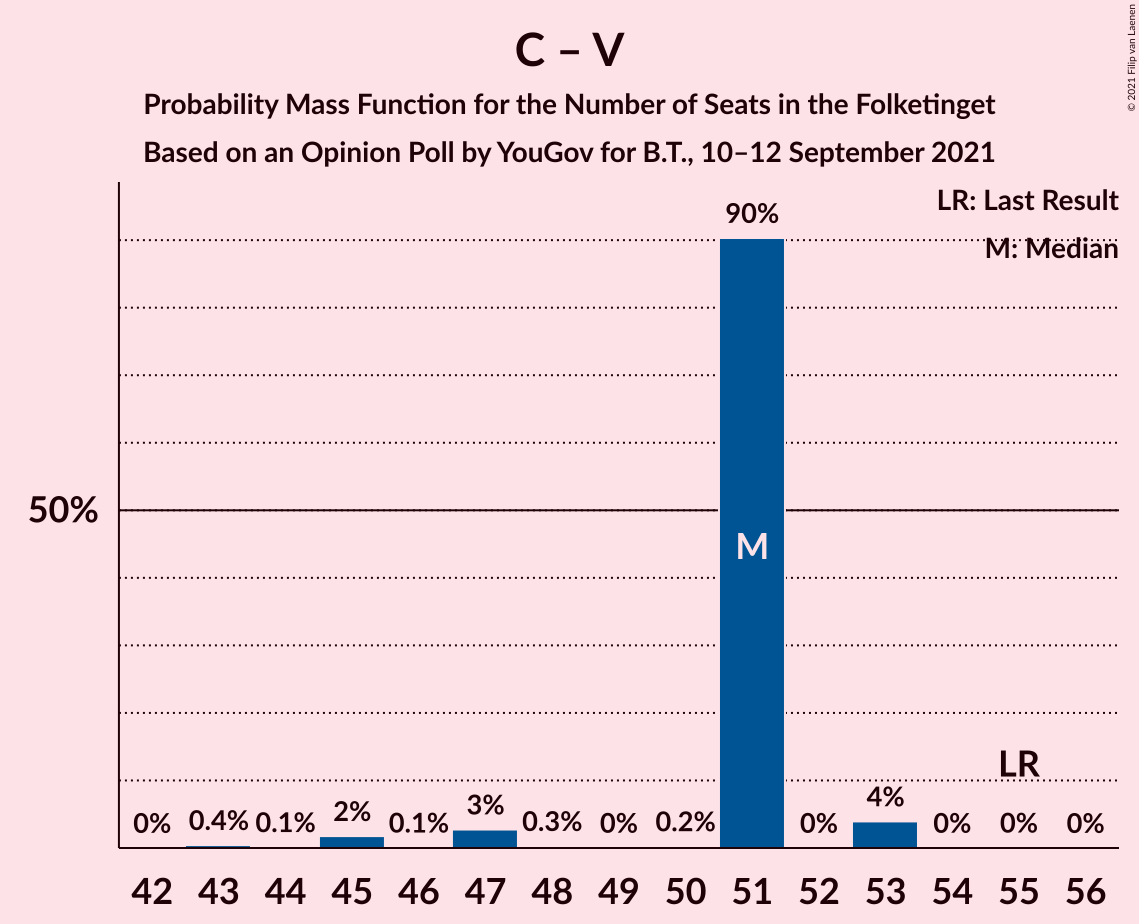 © 2021 Filip van Laenen
C – V
Probability Mass Function for the Number of Seats in the Folketinget
Based on an Opinion Poll by YouGov for B.T., 10–12 September 2021
LR: Last Result
M: Median
90%
50%
M
LR
0% 0.4% 0.1% 2% 0.1% 3% 0.3% 0% 0.2% 0% 4% 0% 0% 0%
42 43 44 45 46 47 48 49 50 51 52 53 54 55 56